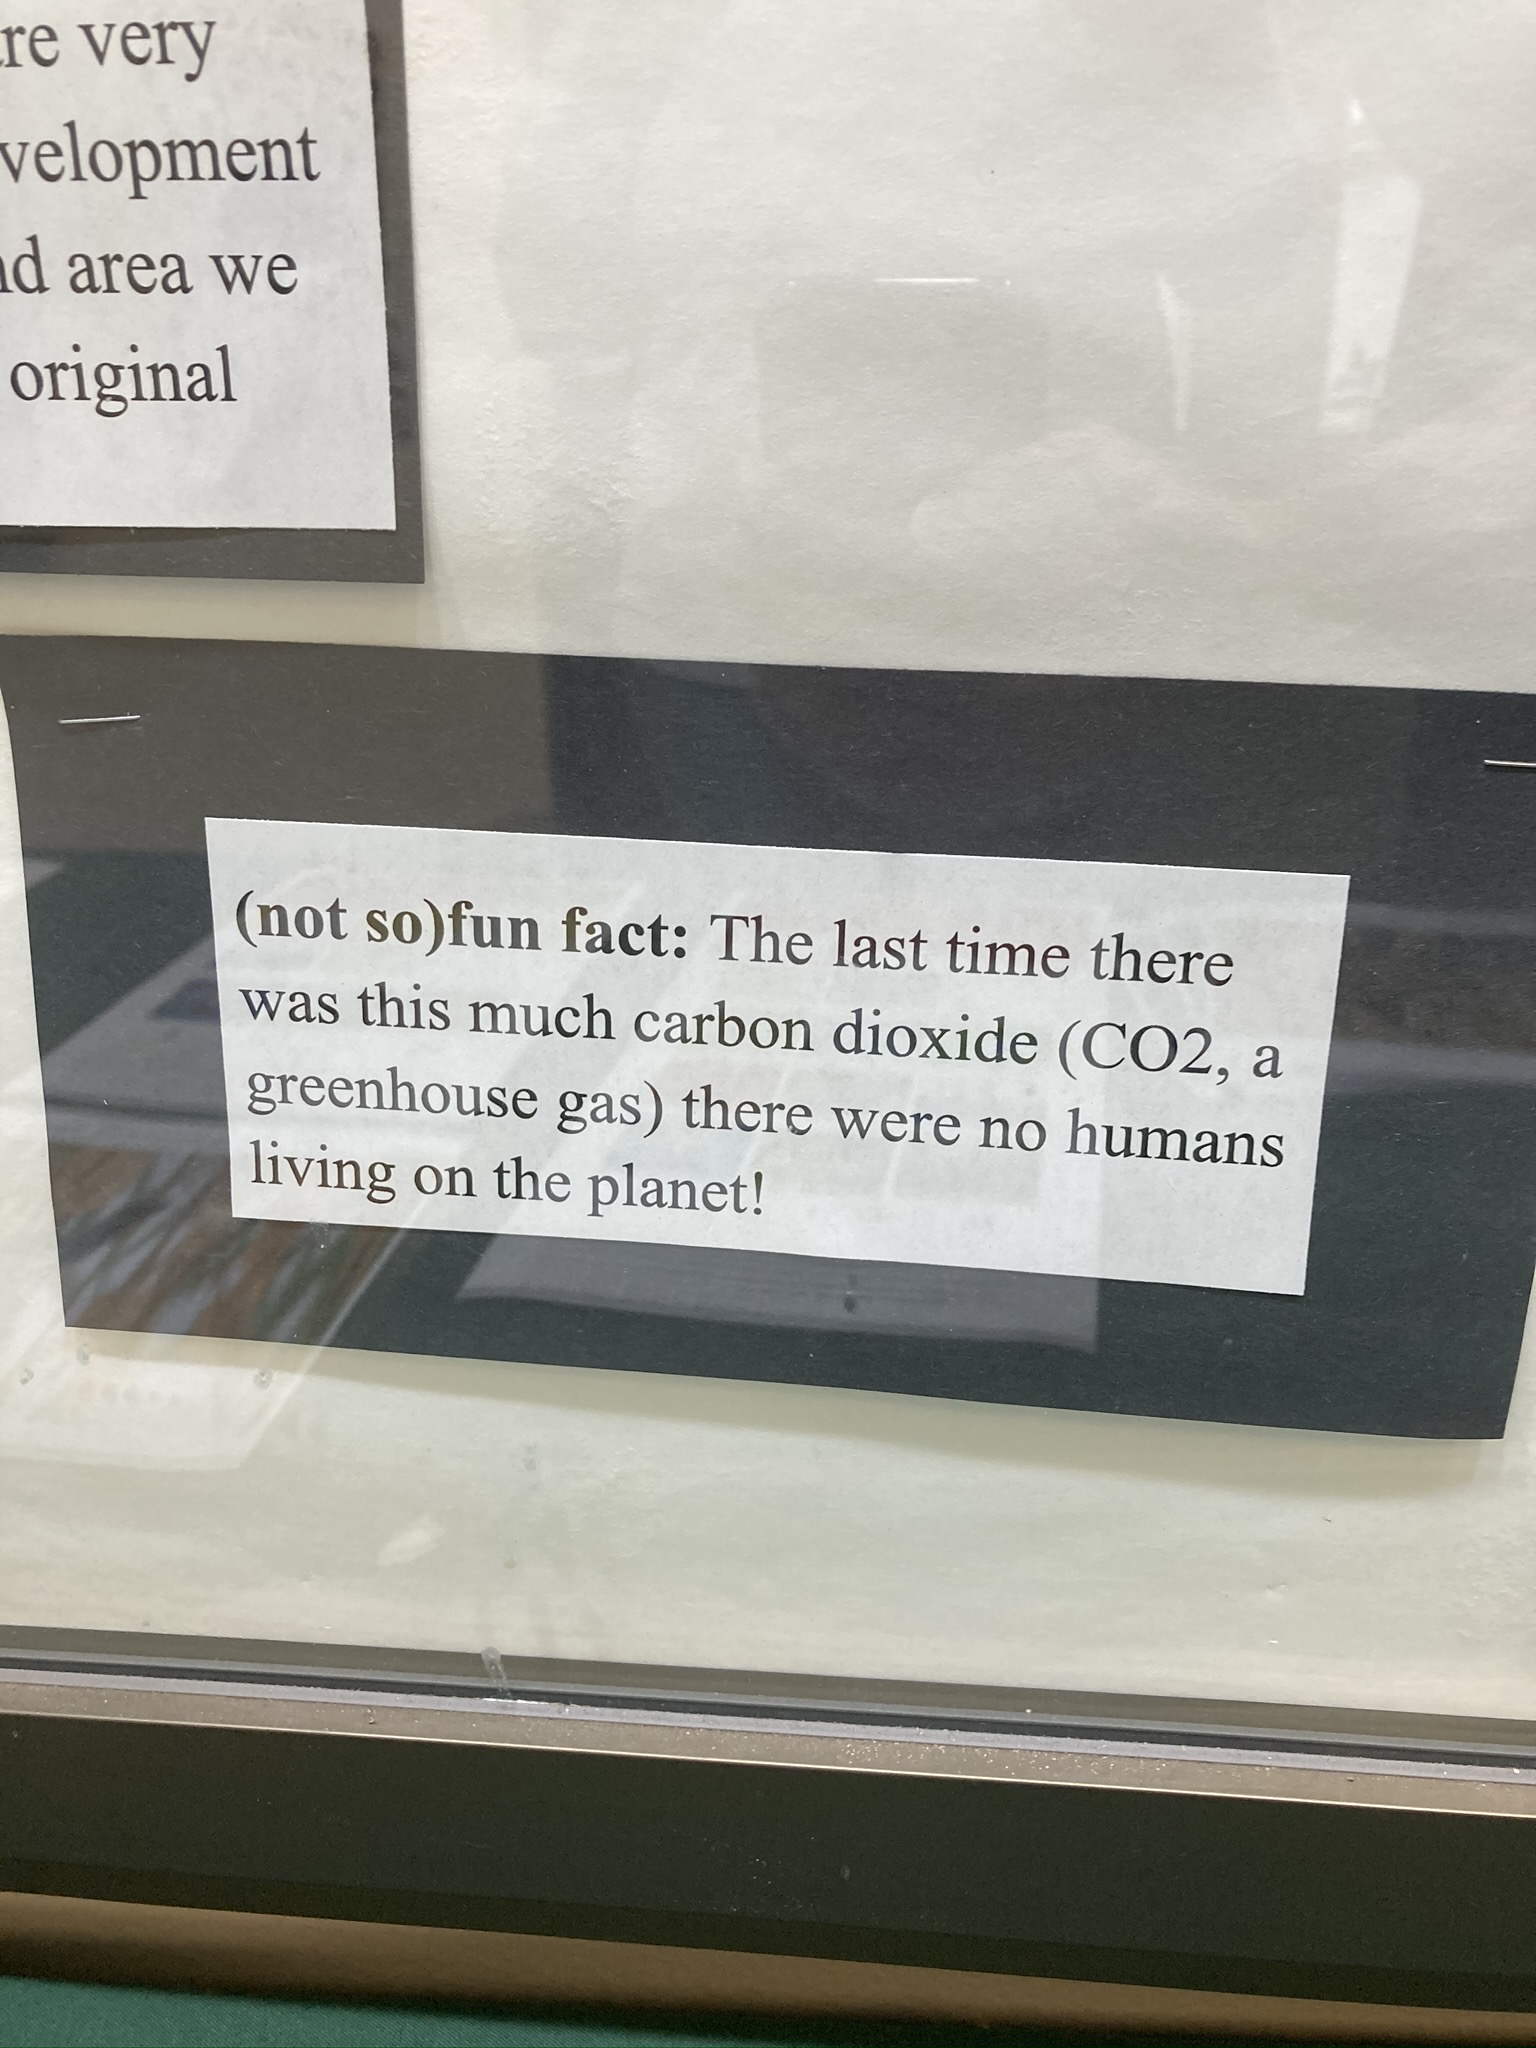 re very
velopment
d area we
original
(not so)fun fact: The last time there
was this much carbon dioxide (CO2, a
greenhouse gas) there were no humans
living on the planet!